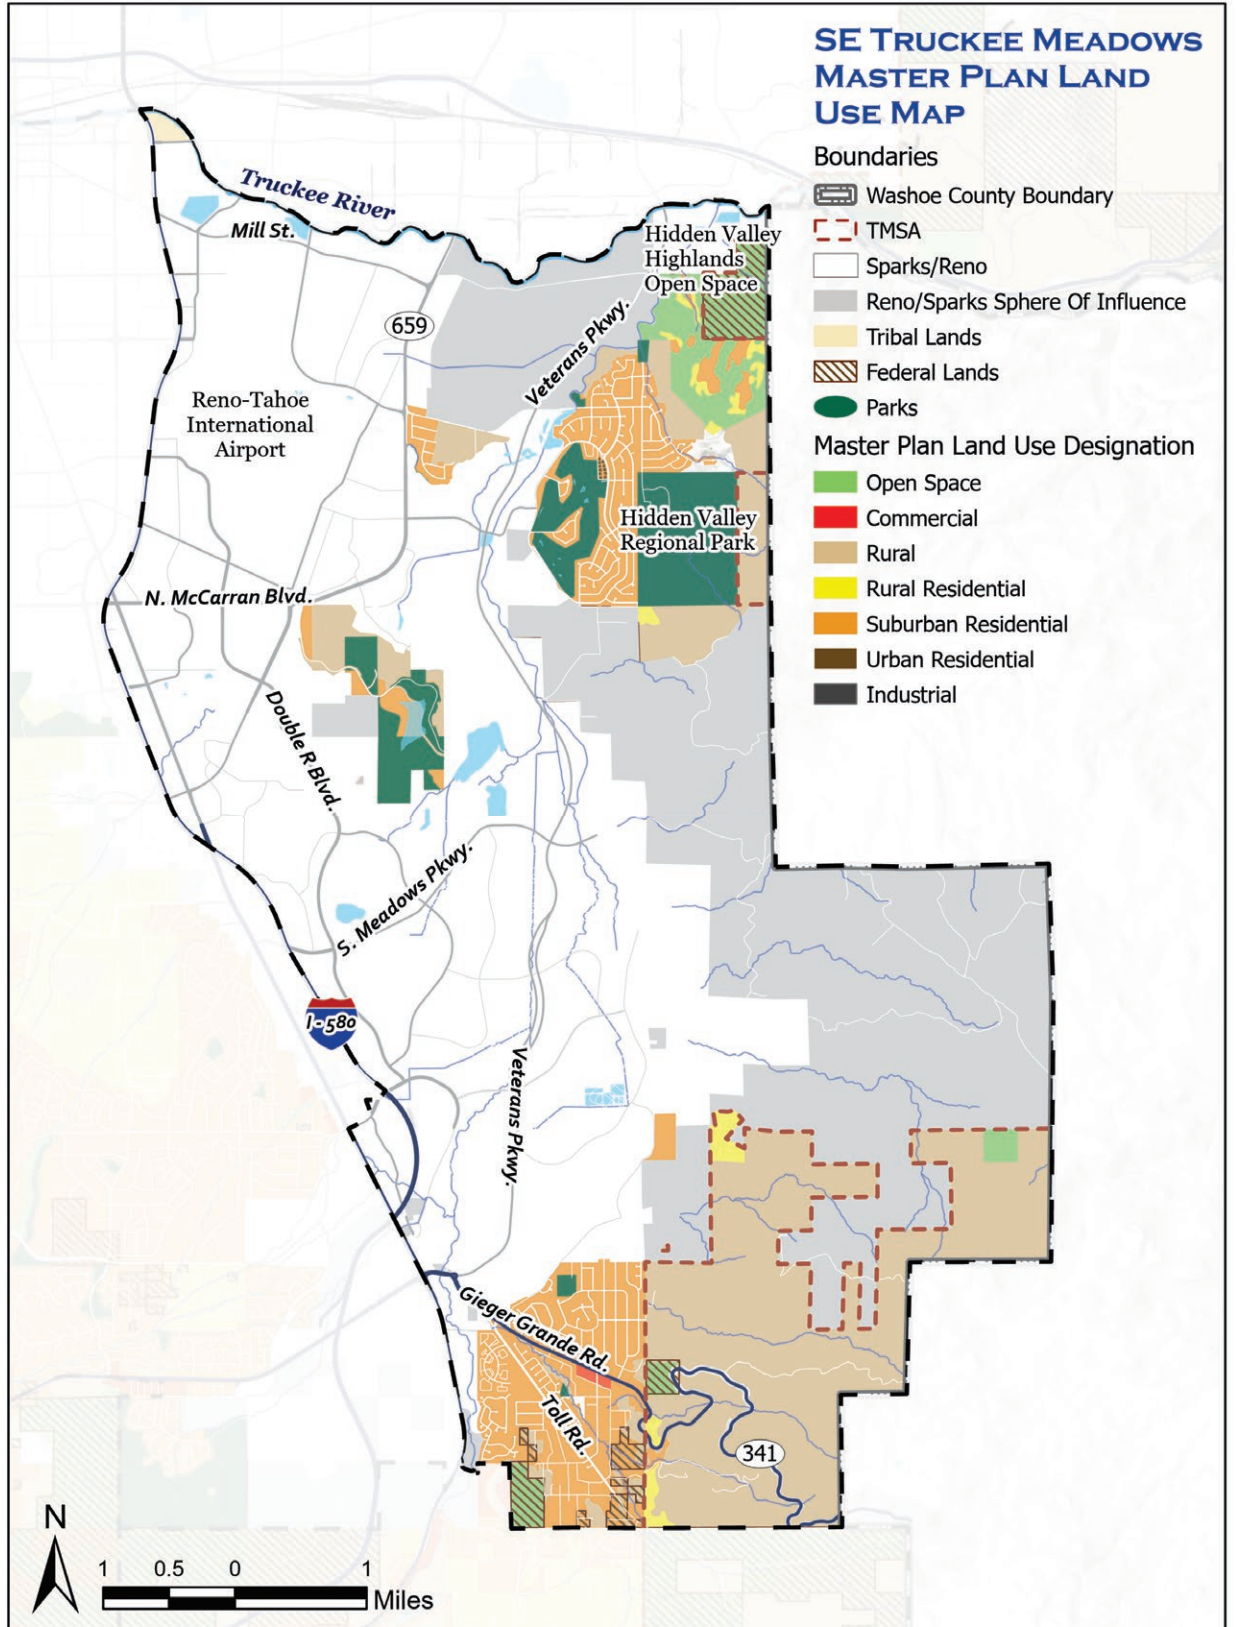 SE TRUCKEE MEADOWS
MASTER PLAN LAND
USE MAP
Boundaries
Washoe County Boundary
TMSA
Sparks/Reno
Reno/Sparks Sphere Of Influence
Tribal Lands
Federal Lands
Parks
Master Plan Land Use Designation
Open Space
Commercial
Rural
Rural Residential
Suburban Residential
Urban Residential
Industrial
Truckee River
Mill St.
Hidden Valley
Highlands
Open Space
659
Veterans Pkwy.
Reno-Tahoe
International
Airport
Hidden Valley
Regional Park
N. McCarran Blvd.
Double R Blvd.
S. Meadows Pkwy.
I-580
Veterans Pkwy.
Gieger Grande Rd.
Toll Rd.
341
N
1 0.5 0 1
Miles